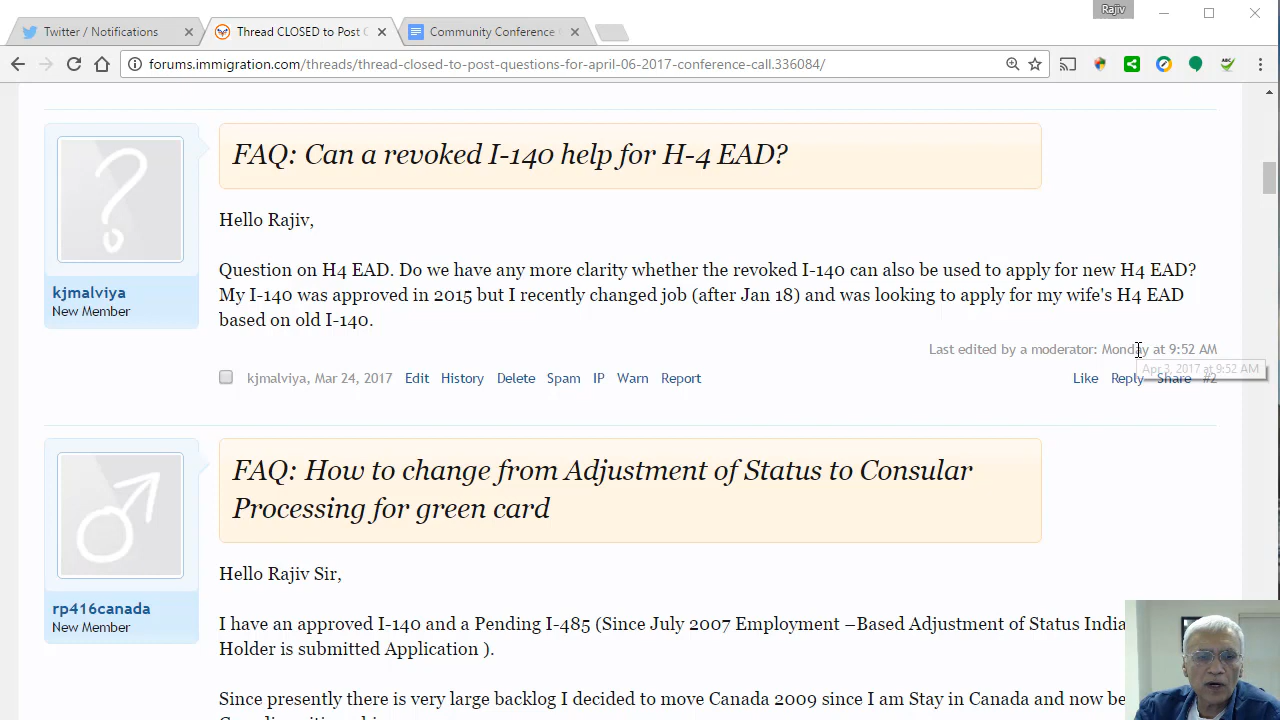 Rajiv
Twitter / Notifications
Thread CLOSED to Post
Community Conference
forums.immigration.com/threads/thread-closed-to-post-questions-for-april-06-2017-conference-call.336084/
FAQ: Can a revoked I-140 help for H-4 EAD?
Hello Rajiv,
Question on H4 EAD. Do we have any more clarity whether the revoked I-140 can also be used to apply for new H4 EAD?
My I-140 was approved in 2015 but I recently changed job (after Jan 18) and was looking to apply for my wife's H4 EAD
based on old I-140.
kjmalviya
New Member
Last edited by a moderator: Monday at 9:52 AM
Apr 3, 2017 at 9:52 AM
kjmalviya, Mar 24, 2017 Edit History Delete Spam IP Warn Report Like Reply Share #2
FAQ: How to change from Adjustment of Status to Consular
Processing for green card
Hello Rajiv Sir,
rp416canada
New Member
I have an approved I-140 and a Pending I-485 (Since July 2007 Employment –Based Adjustment of Status India
Holder is submitted Application ).
Since presently there is very large backlog I decided to move Canada 2009 since I am Stay in Canada and now be